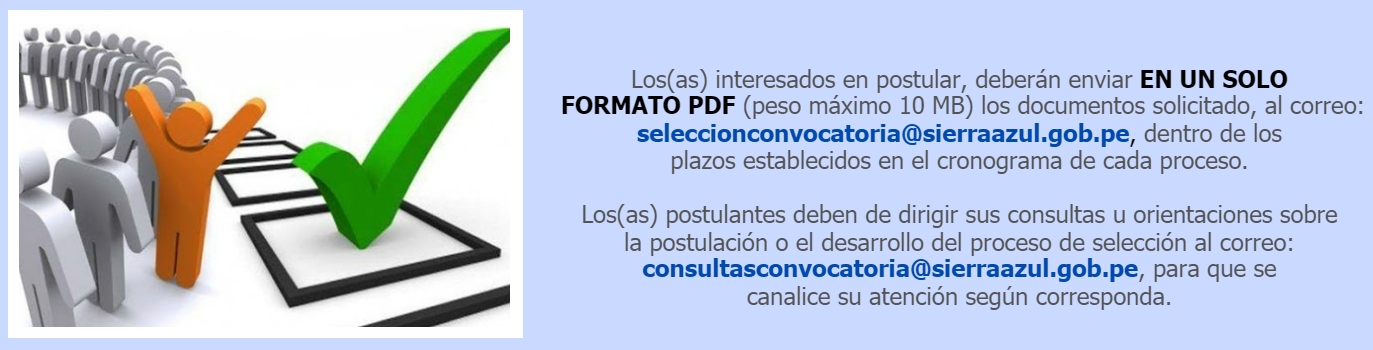 Los(as) interesados en postular, deberán enviar EN UN SOLO
FORMATO PDF (peso máximo 10 MB) los documentos solicitado, al correo:
seleccionconvocatoria@sierraazul.gob.pe, dentro de los
plazos establecidos en el cronograma de cada proceso.
Los(as) postulantes deben de dirigir sus consultas u orientaciones sobre
la postulación o el desarrollo del proceso de selección al correo:
consultasconvocatoria@sierraazul.gob.pe, para que se
canalice su atención según corresponda.